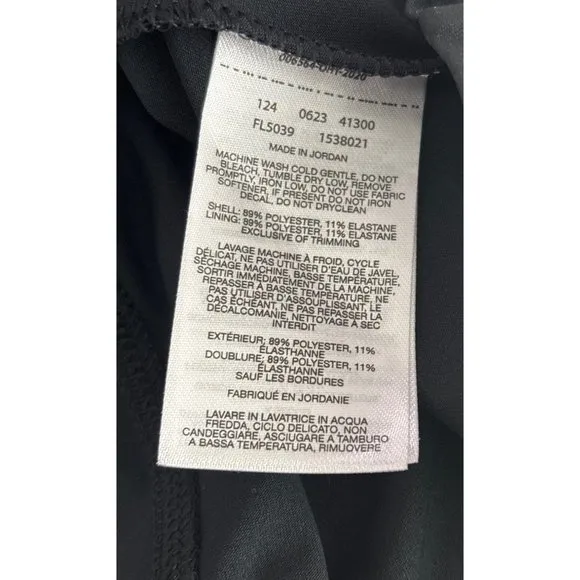 006564-OHT-2020
124 0623 41300
FL5039 1538021
MADE IN JORDAN
MACHINE WASH COLD GENTLE, DO NOT
BLEACH, TUMBLE DRY LOW, REMOVE
PROMPTLY, IRON LOW, DO NOT USE FABRIC
SOFTENER, IF PRESENT DO NOT IRON
DECAL, DO NOT DRYCLEAN
SHELL: 89% POLYESTER, 11% ELASTANE
LINING: 89% POLYESTER, 11% ELASTANE
EXCLUSIVE OF TRIMMING
LAVAGE MACHINE À FROID, CYCLE
DÉLICAT, NE PAS UTILISER D'EAU DE JAVEL,
SÉCHAGE MACHINE, BASSE TEMPÉRATURE,
SORTIR IMMÉDIATEMENT DE LA MACHINE,
REPASSER À BASSE TEMPÉRATURE, NE
PAS UTILISER D'ASSOUPLISSANT, LE
CAS ÉCHÉANT, NE PAS REPASSER LA
DÉCALCOMANIE, NETTOYAGE À SEC
INTERDIT
EXTÉRIEUR: 89% POLYESTER, 11%
ÉLASTHANNE
DOUBLURE: 89% POLYESTER, 11%
ÉLASTHANNE
SAUF LES BORDURES
FABRIQUÉ EN JORDANIE
LAVARE IN LAVATRICE IN ACQUA
FREDDA, CICLO DELICATO, NON
CANDEGGIARE, ASCIUGARE A TAMBURO
A BASSA TEMPERATURA, RIMUOVERE